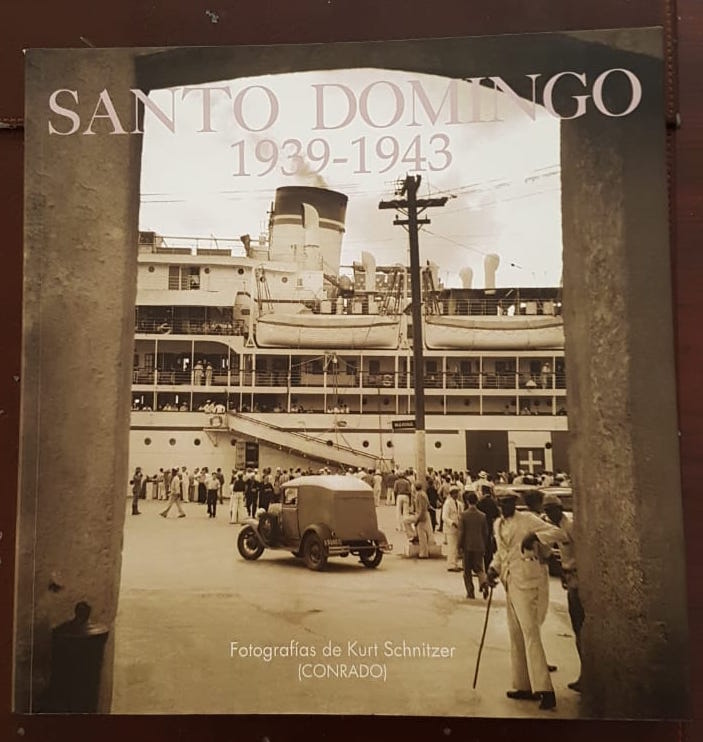 SANTO DOMINGO
1939-1943
Fotografías de Kurt Schnitzer
(CONRADO)